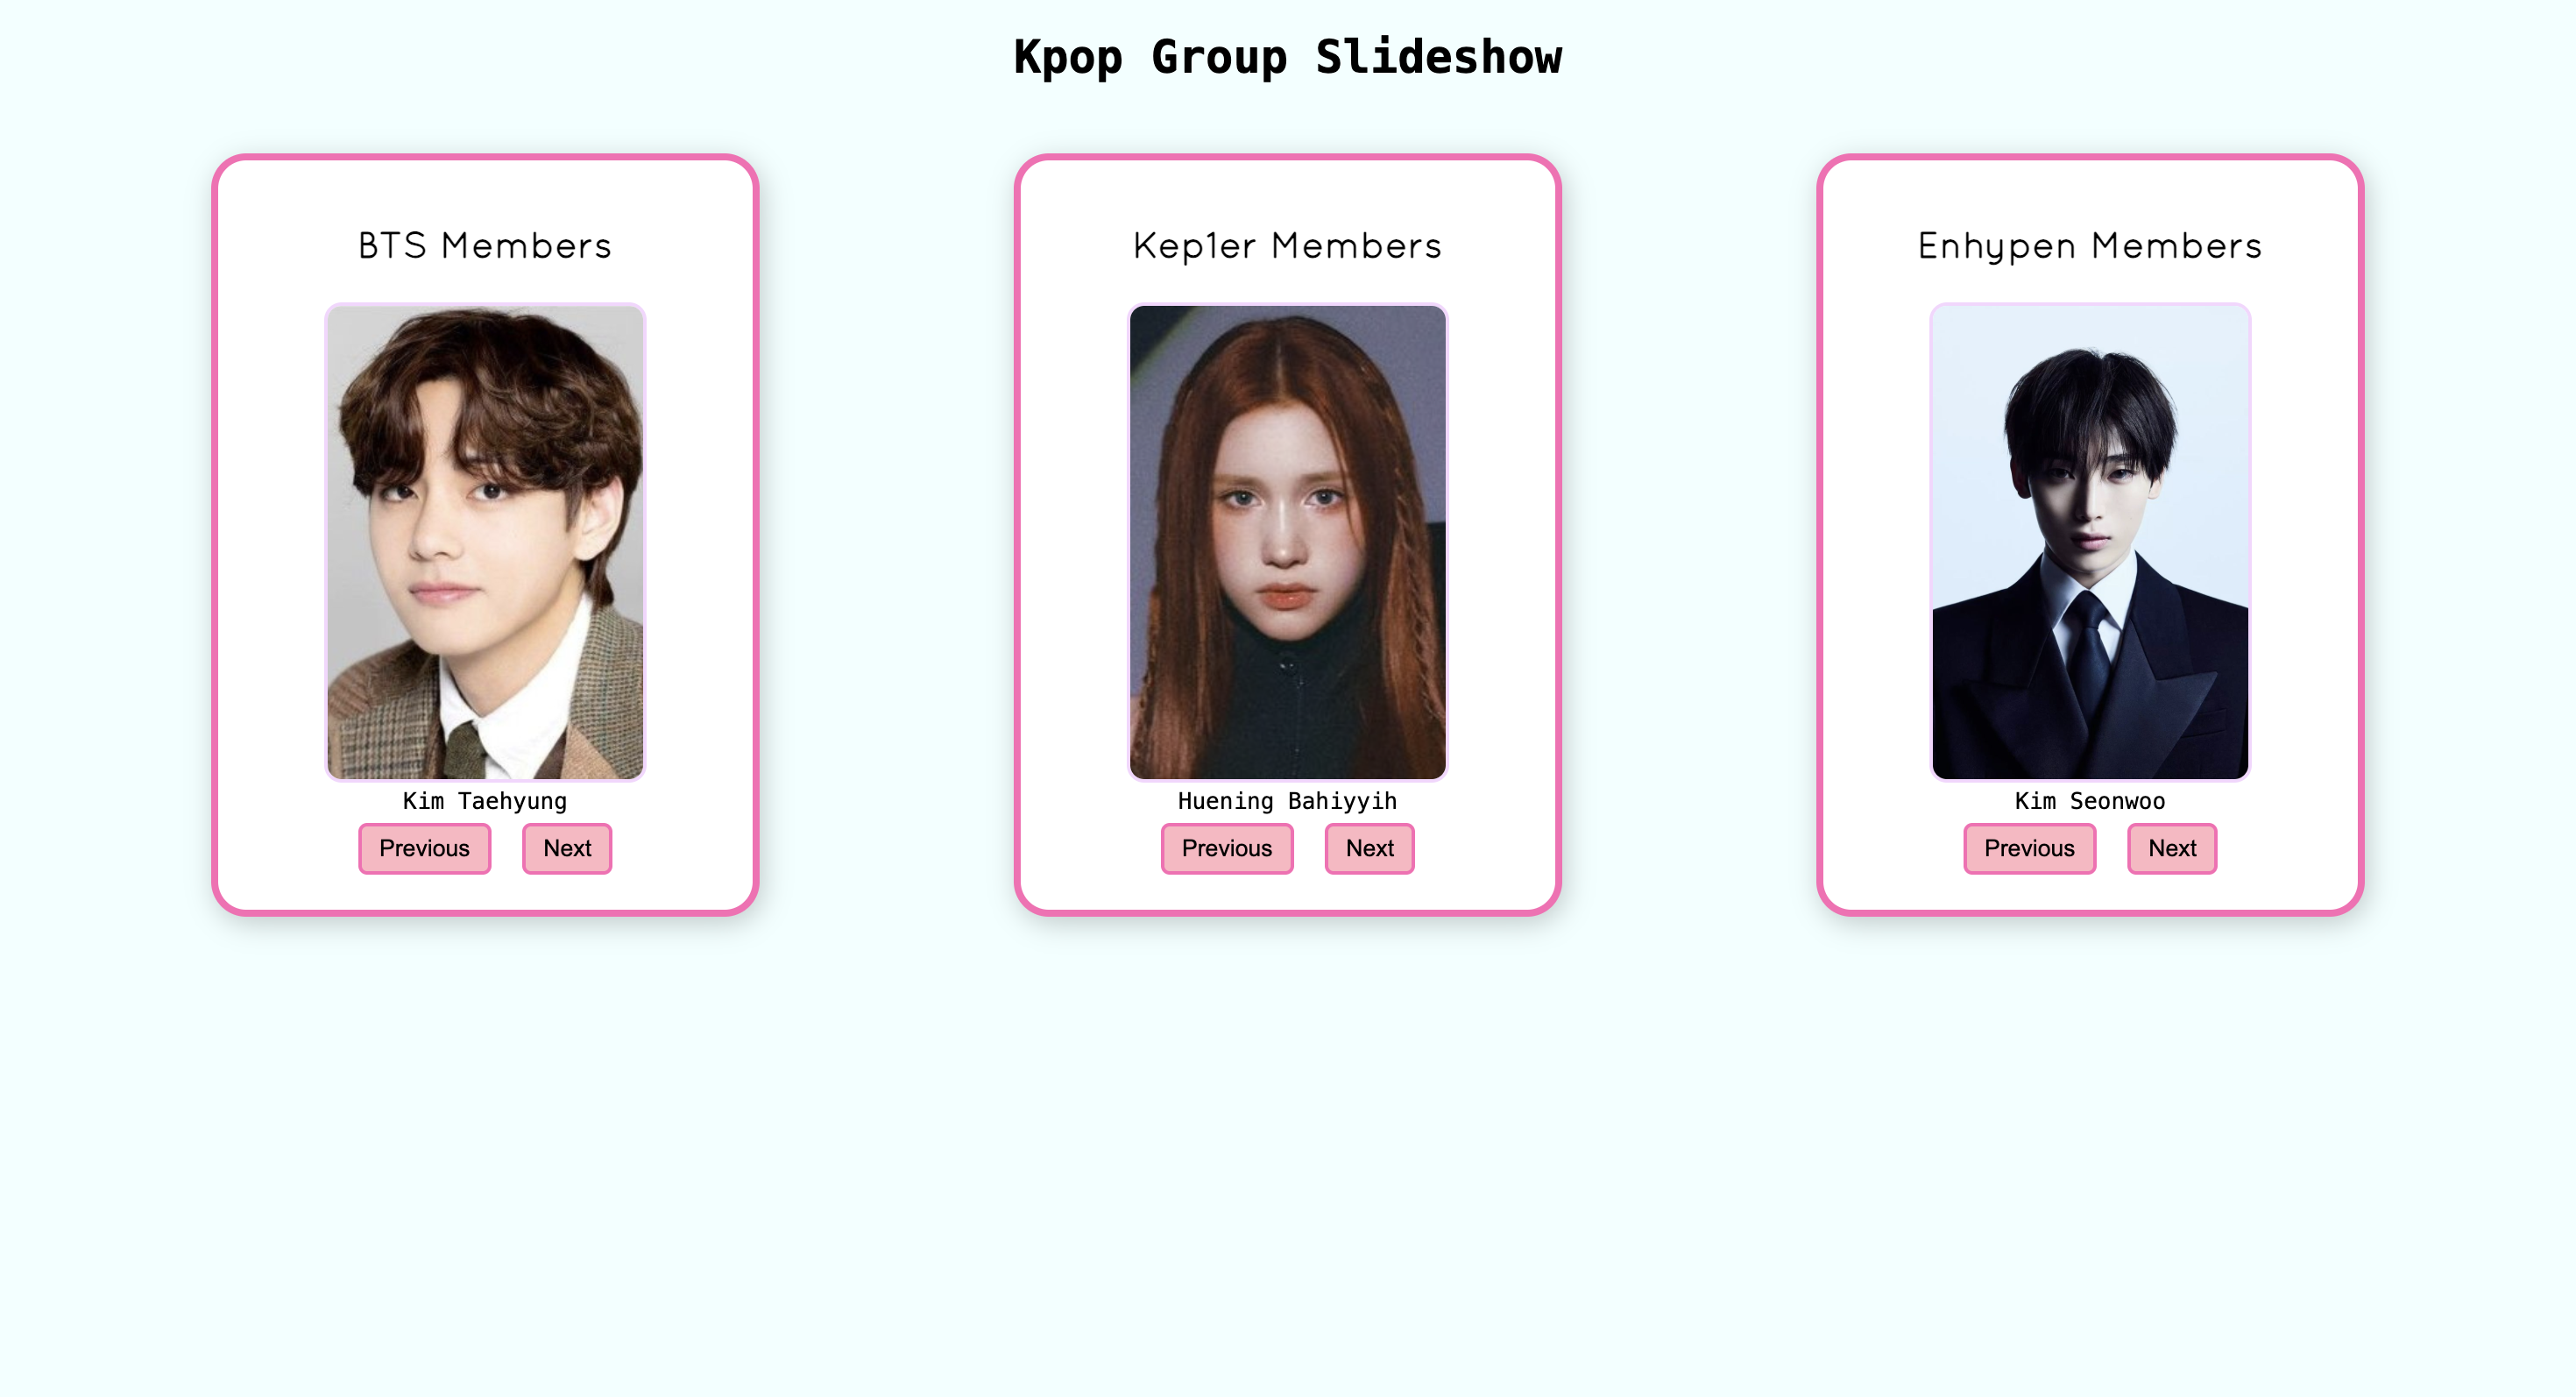 Kpop Group Slideshow
BTS Members
Kim Taehyung
Previous Next
Kep1er Members
Huening Bahiyyih
Previous Next
Enhypen Members
Kim Seonwoo
Previous Next